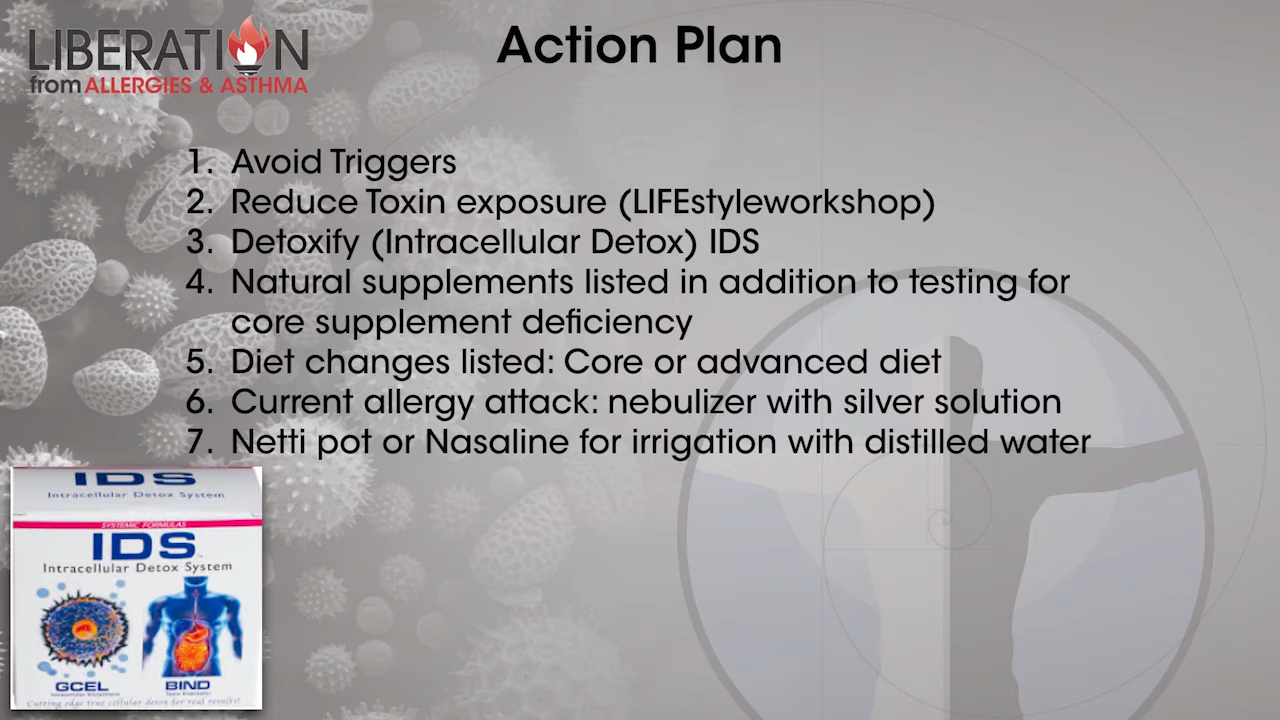 LIBERATION
from ALLERGIES & ASTHMA
Action Plan
1. Avoid Triggers
2. Reduce Toxin exposure (LIFEstyleworkshop)
3. Detoxify (Intracellular Detox) IDS
4. Natural supplements listed in addition to testing for
core supplement deficiency
5. Diet changes listed: Core or advanced diet
6. Current allergy attack: nebulizer with silver solution
7. Netti pot or Nasaline for irrigation with distilled water
IDS
Intracellular Detox System
SYSTEMIC FORMULAS
IDS
Intracellular Detox System
GCEL BIND
Intracellular Glutathione
Cutting edge true cellular detox for real results!